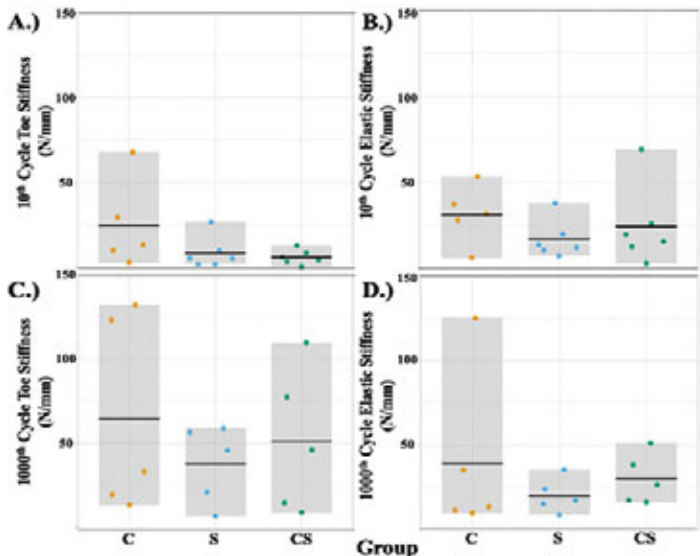 A.)
10th Cycle Toe Stiffness
(N/mm)
150
100
50
B.)
10th Cycle Elastic Stiffness
(N/mm)
150
100
50
C.)
1000th Cycle Toe Stiffness
(N/mm)
150
100
50
C
S
CS
D.)
1000th Cycle Elastic Stiffness
(N/mm)
150
100
50
C
S
CS
Group